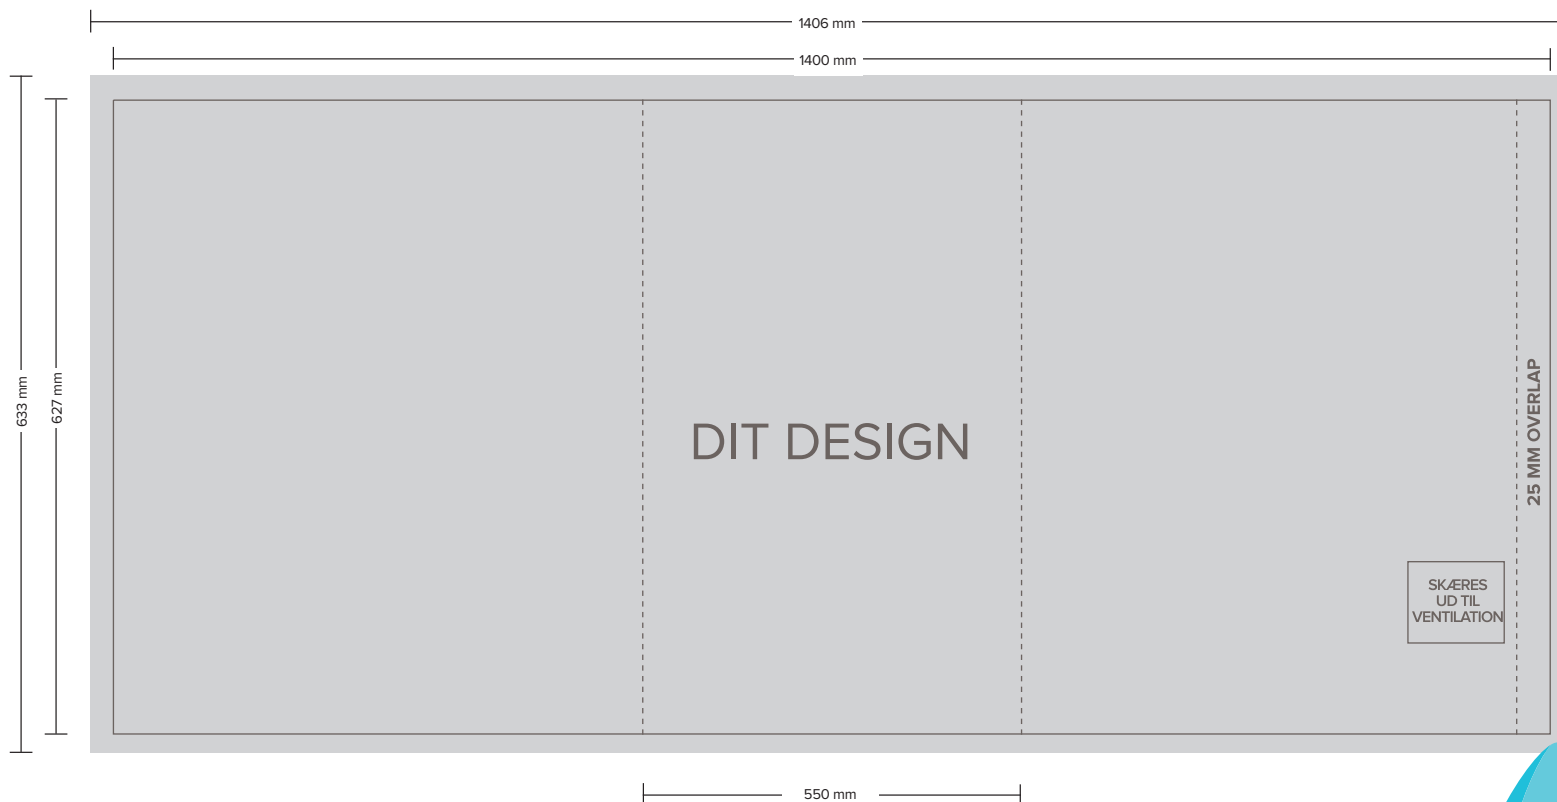 1406 mm
1400 mm
633 mm
627 mm
DIT DESIGN
25 MM OVERLAP
SKÆRES
UD TIL
VENTILATION
550 mm